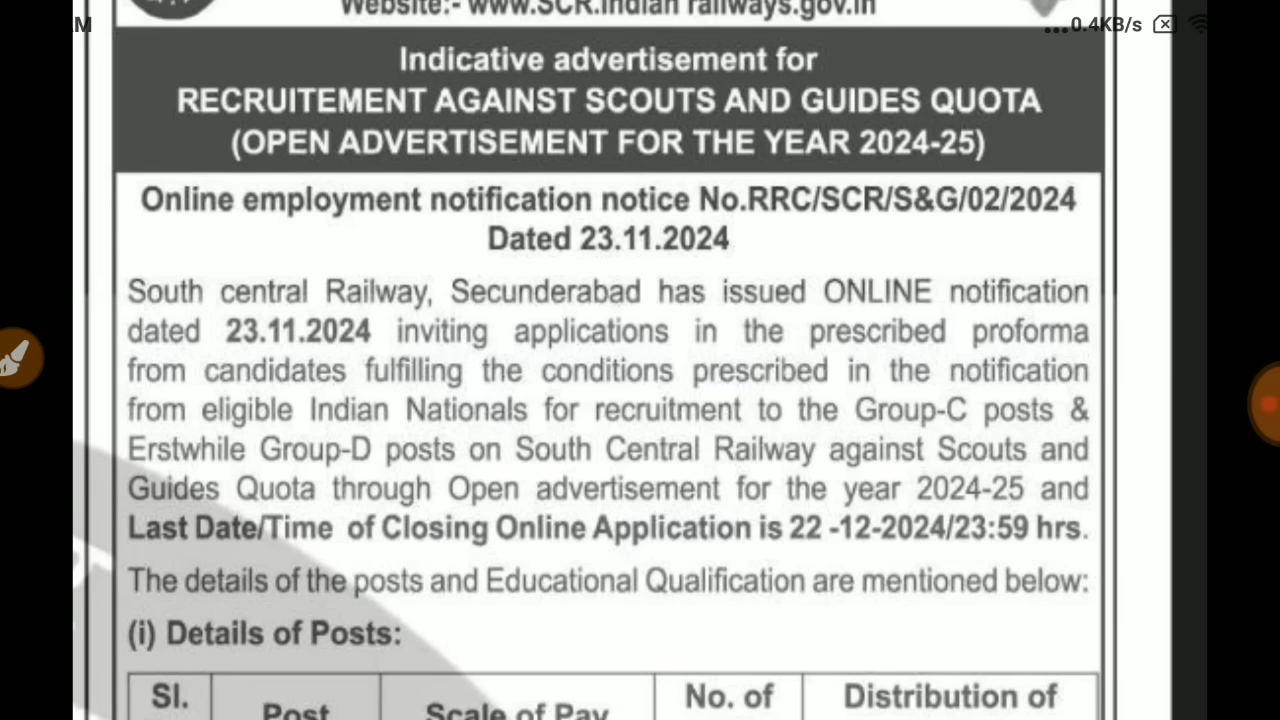 Website:- www.SCR.indian railways.gov.in
AM
...0.4KB/s
Indicative advertisement for
RECRUITEMENT AGAINST SCOUTS AND GUIDES QUOTA
(OPEN ADVERTISEMENT FOR THE YEAR 2024-25)
Online employment notification notice No.RRC/SCR/S&G/02/2024
Dated 23.11.2024
South central Railway, Secunderabad has issued ONLINE notification
dated 23.11.2024 inviting applications in the prescribed proforma
from candidates fulfilling the conditions prescribed in the notification
from eligible Indian Nationals for recruitment to the Group-C posts &
Erstwhile Group-D posts on South Central Railway against Scouts and
Guides Quota through Open advertisement for the year 2024-25 and
Last Date/Time of Closing Online Application is 22 -12-2024/23:59 hrs.
The details of the posts and Educational Qualification are mentioned below:
(i) Details of Posts:
Sl. Post Scale of Pay No. of Distribution of